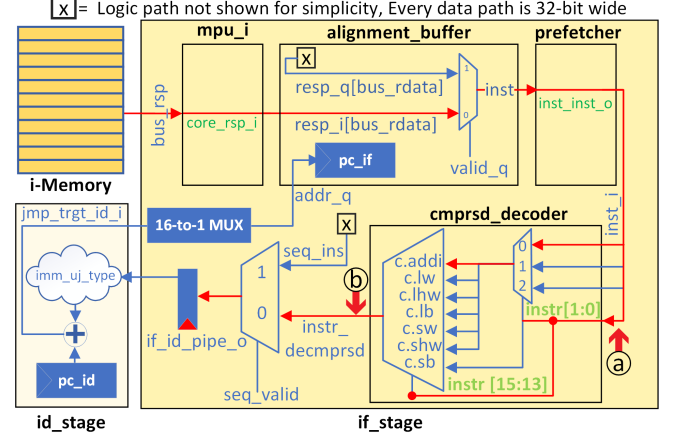 x = Logic path not shown for simplicity, Every data path is 32-bit wide
mpu_i
alignment_buffer
prefetcher
x
1
resp_q[bus_rdata]
inst
inst_inst_o
bus_rsp
core_rsp_i
resp_i[bus_rdata]
0
pc_if
valid_q
i-Memory
addr_q
inst_i
jmp_trgt_id_i
16-to-1 MUX
x
cmprsd_decoder
seq_ins
c.addi
0
imm_uj_type
1
b
c.lw
1
c.lhw
2
0
c.lb
instr[1:0]
instr_
decmprsd
c.sw
if_id_pipe_o
c.shw
c.sb
a
pc_id
instr [15:13]
seq_valid
id_stage
if_stage